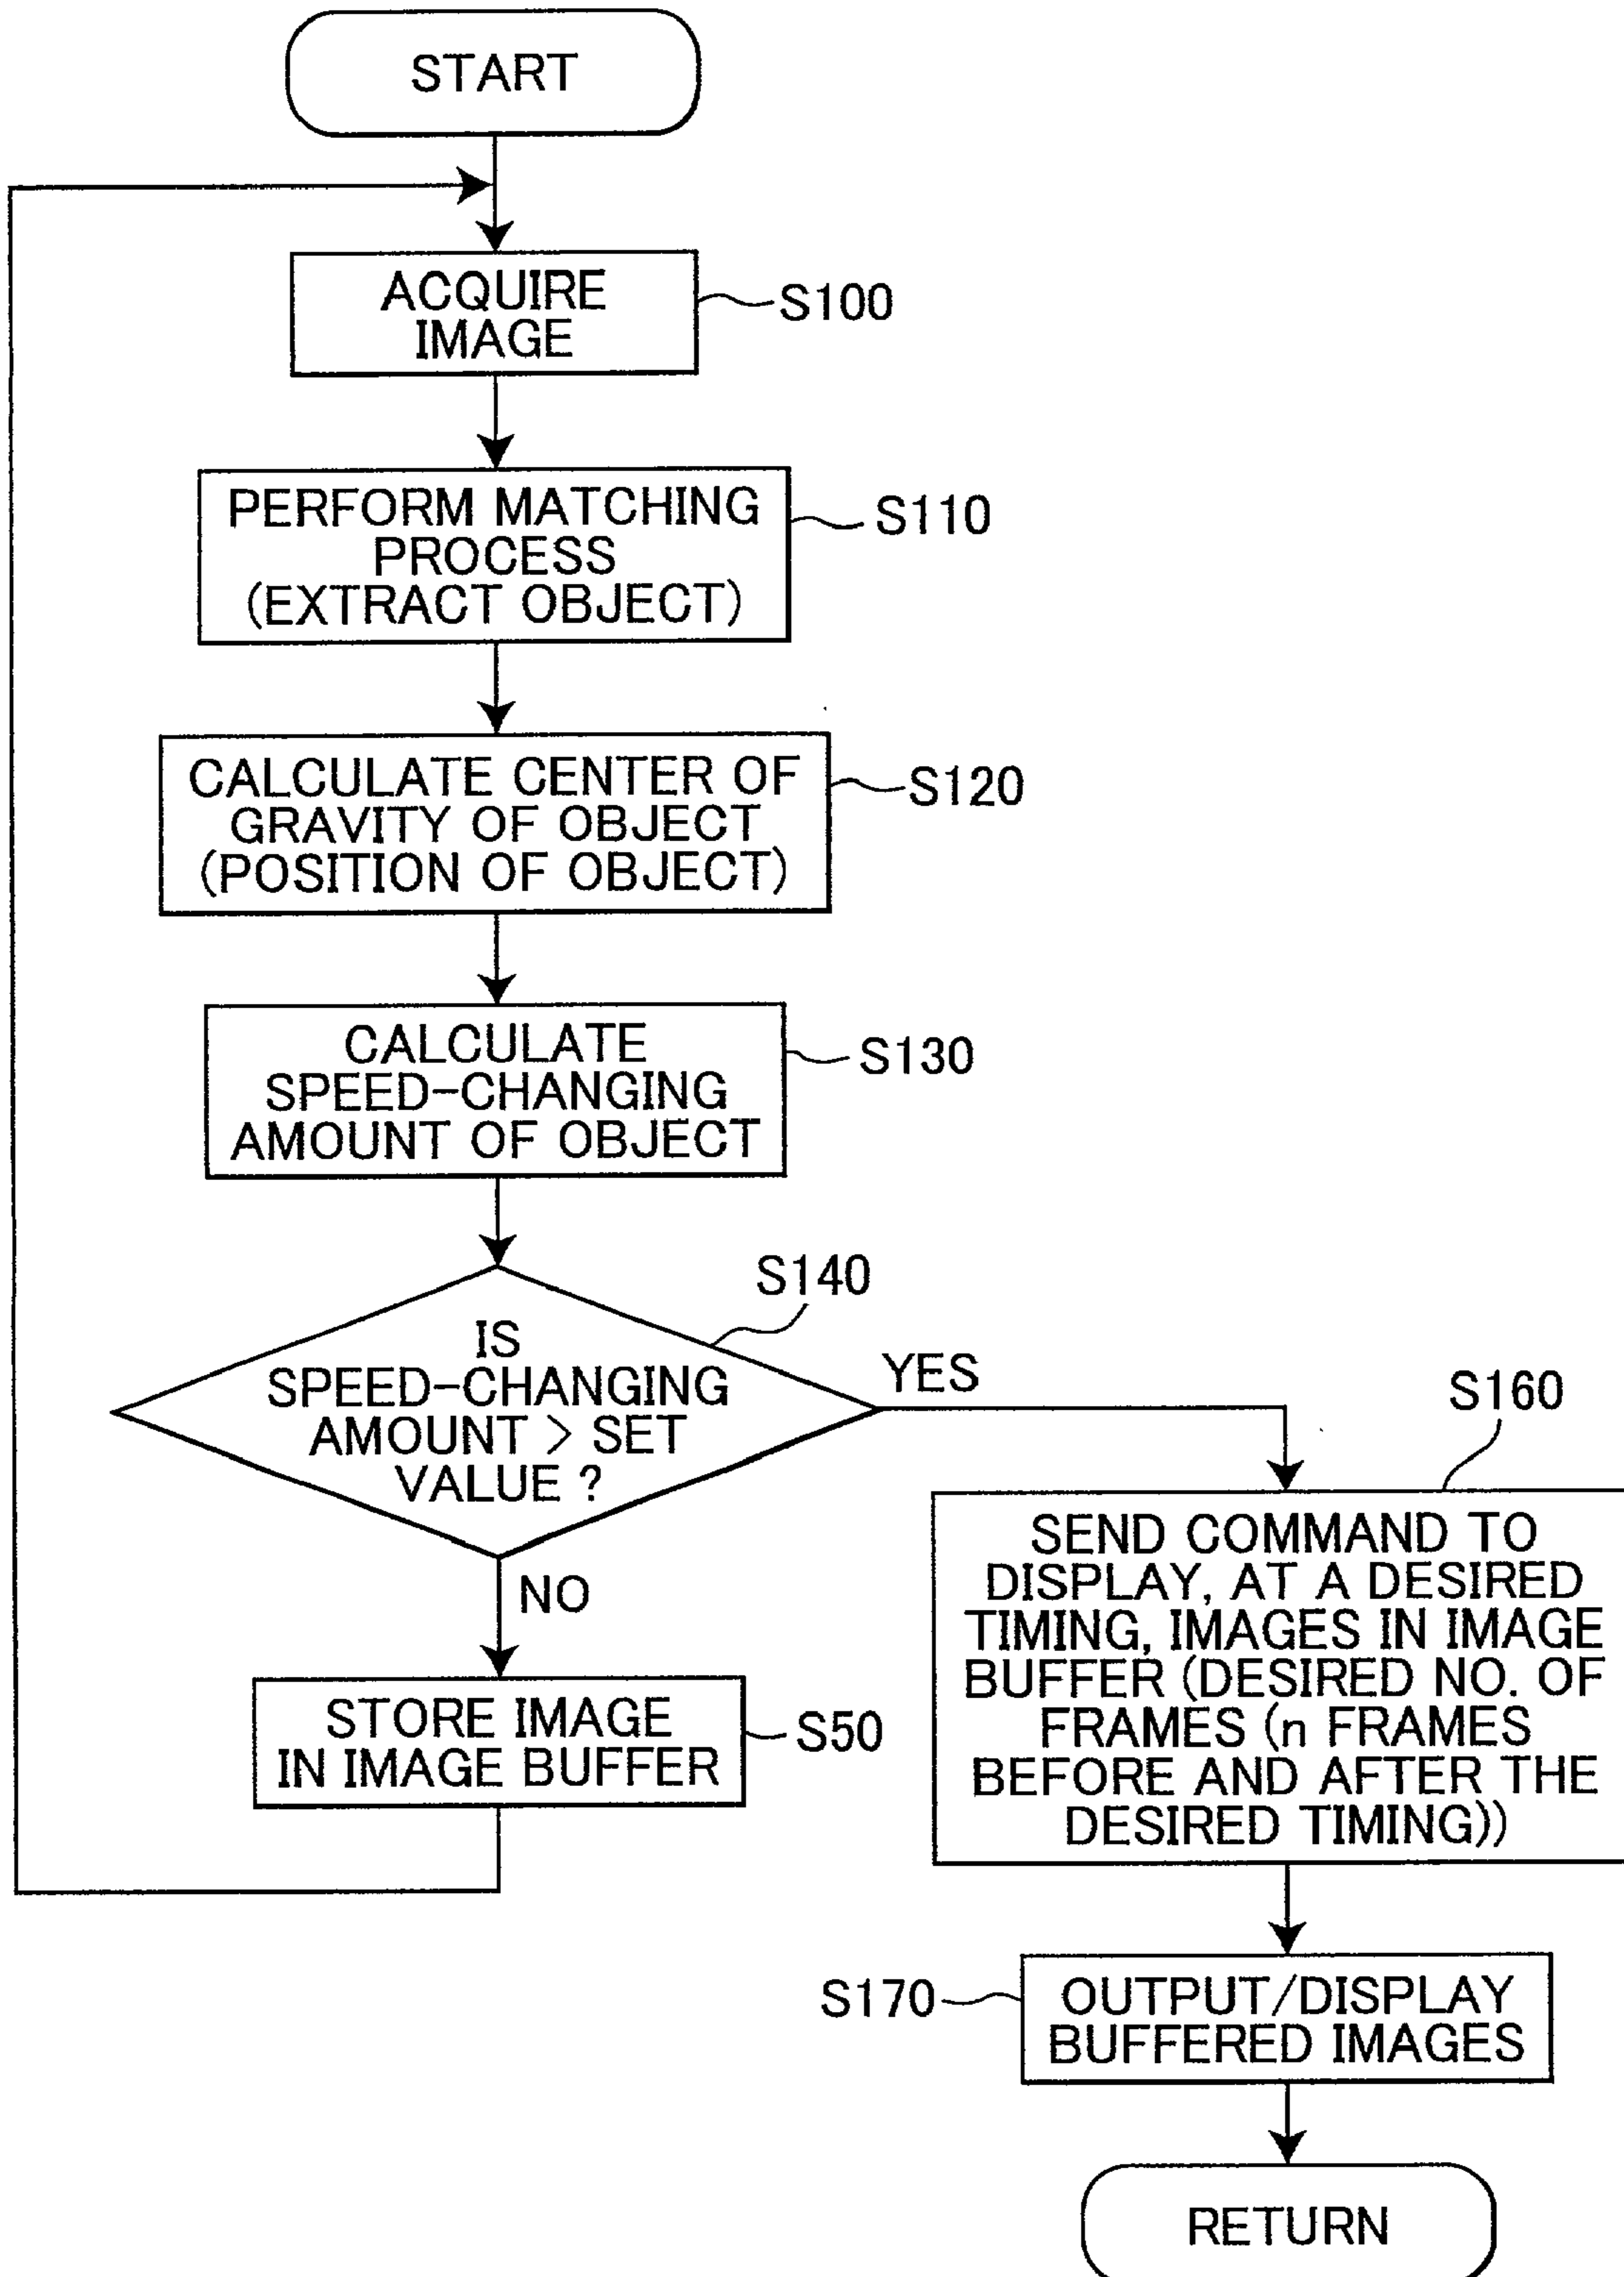 START
ACQUIRE
IMAGE
S100
PERFORM MATCHING
PROCESS
(EXTRACT OBJECT)
S110
CALCULATE CENTER OF
GRAVITY OF OBJECT
(POSITION OF OBJECT)
S120
CALCULATE
SPEED-CHANGING
AMOUNT OF OBJECT
S130
IS
SPEED-CHANGING
AMOUNT > SET
VALUE ?
S140
YES
NO
STORE IMAGE
IN IMAGE BUFFER
S50
S160
SEND COMMAND TO
DISPLAY, AT A DESIRED
TIMING, IMAGES IN IMAGE
BUFFER (DESIRED NO. OF
FRAMES (n FRAMES
BEFORE AND AFTER THE
DESIRED TIMING))
S170
OUTPUT/DISPLAY
BUFFERED IMAGES
RETURN